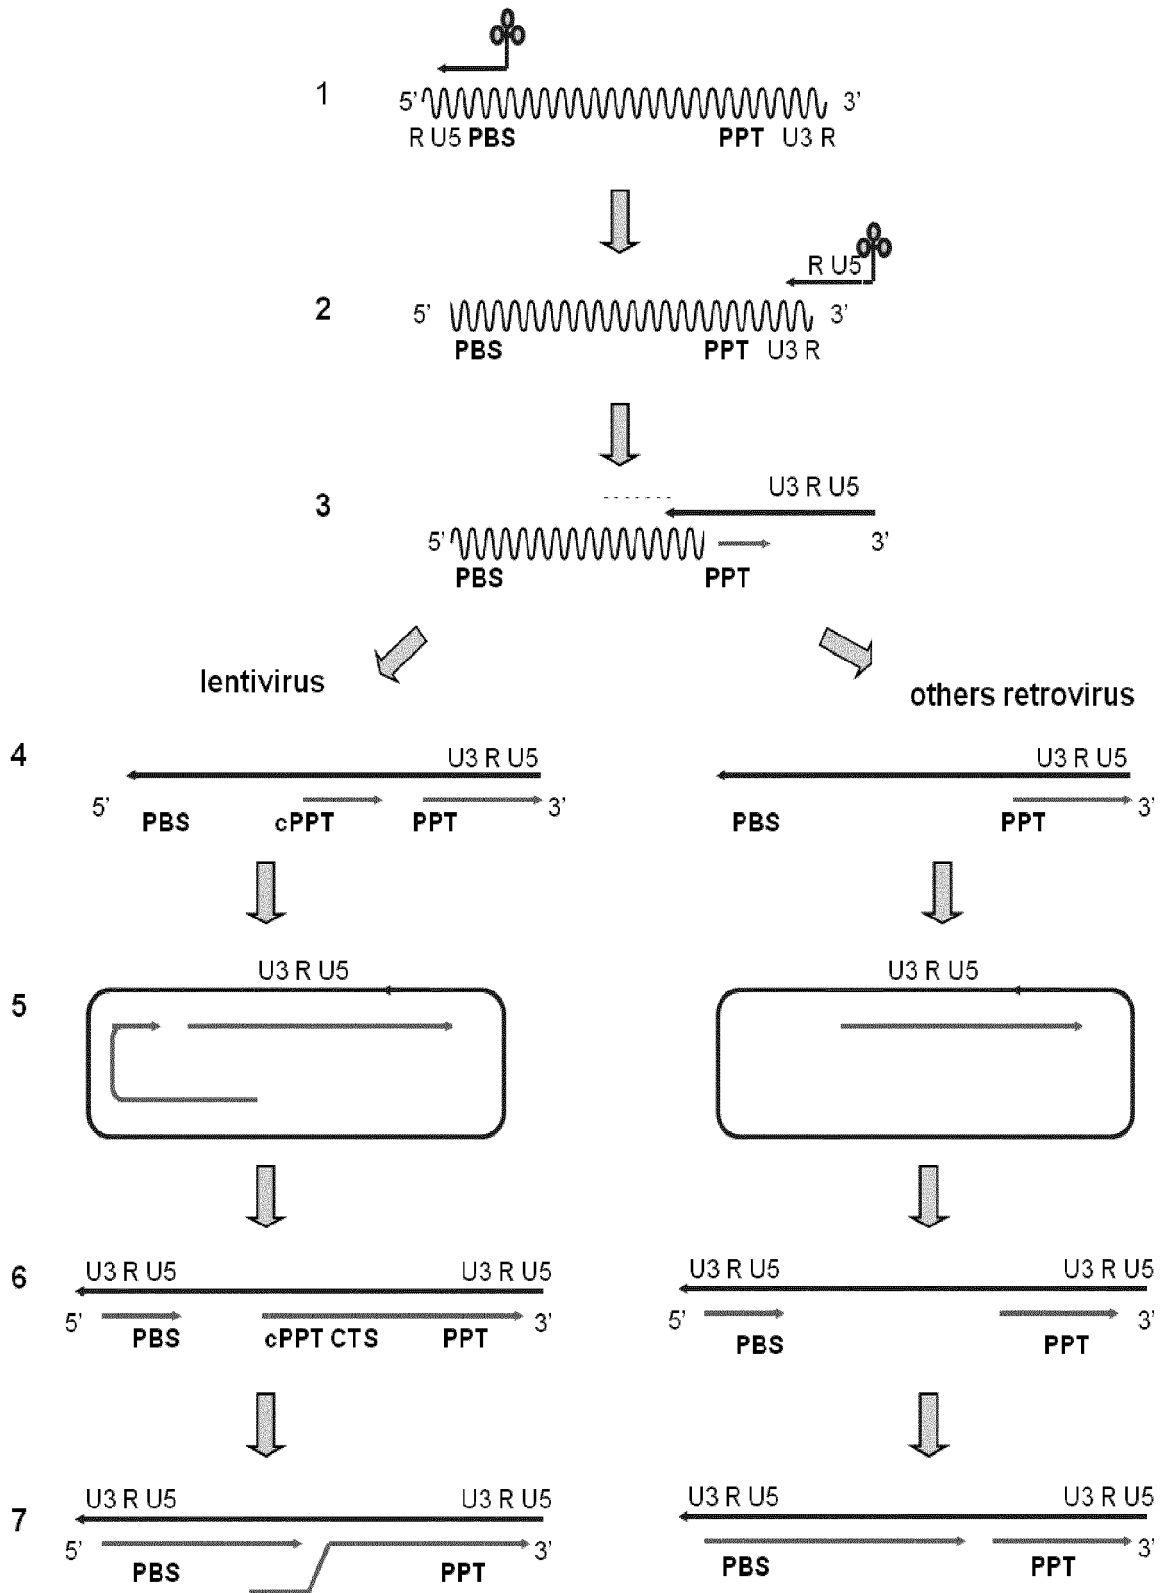 1
5' 3'
R U5 PBS PPT U3 R
R U5
2
5' 3'
PBS PPT U3 R
U3 R U5
3
5' 3'
PBS PPT
lentivirus
others retrovirus
4
U3 R U5 U3 R U5
5' 3' 3'
PBS cPPT PPT PBS PPT
U3 R U5 U3 R U5
5
6
U3 R U5 U3 R U5 U3 R U5 U3 R U5
5' 3' 5' 3'
PBS cPPT CTS PPT PBS PPT
7
U3 R U5 U3 R U5 U3 R U5 U3 R U5
5' 3' 3'
PBS PPT PBS PPT